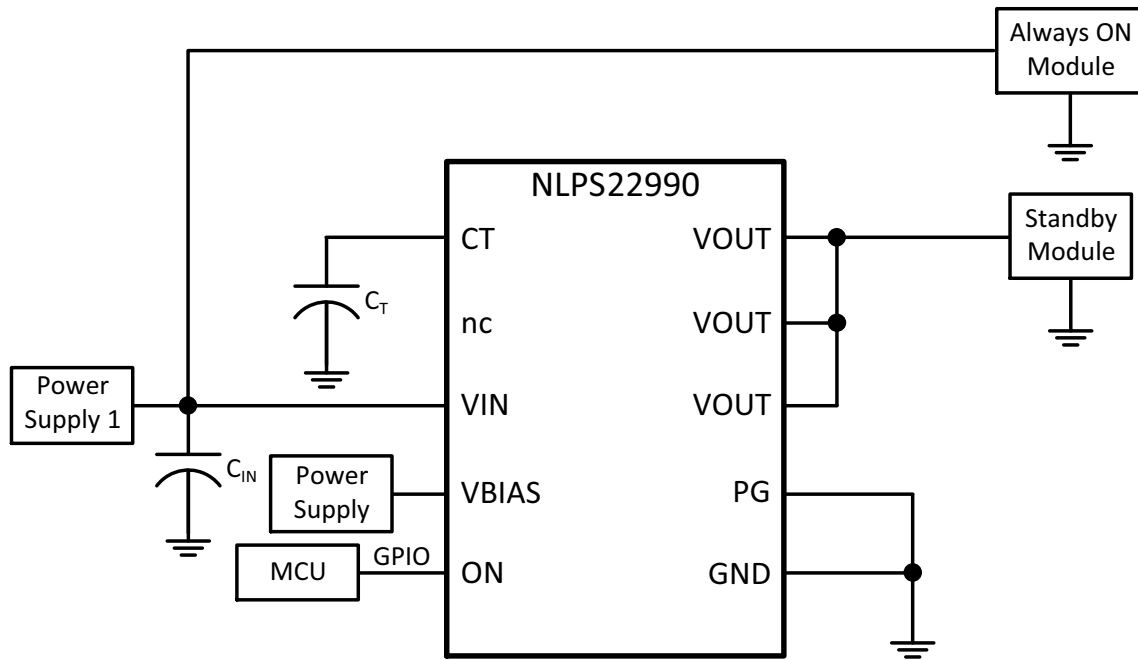 Always ON
Module
NLPS22990
CT
VOUT
Standby
Module
C_T
nc
VOUT
Power
Supply 1
VIN
VOUT
C_IN
Power
Supply
VBIAS
PG
MCU
GPIO
ON
GND